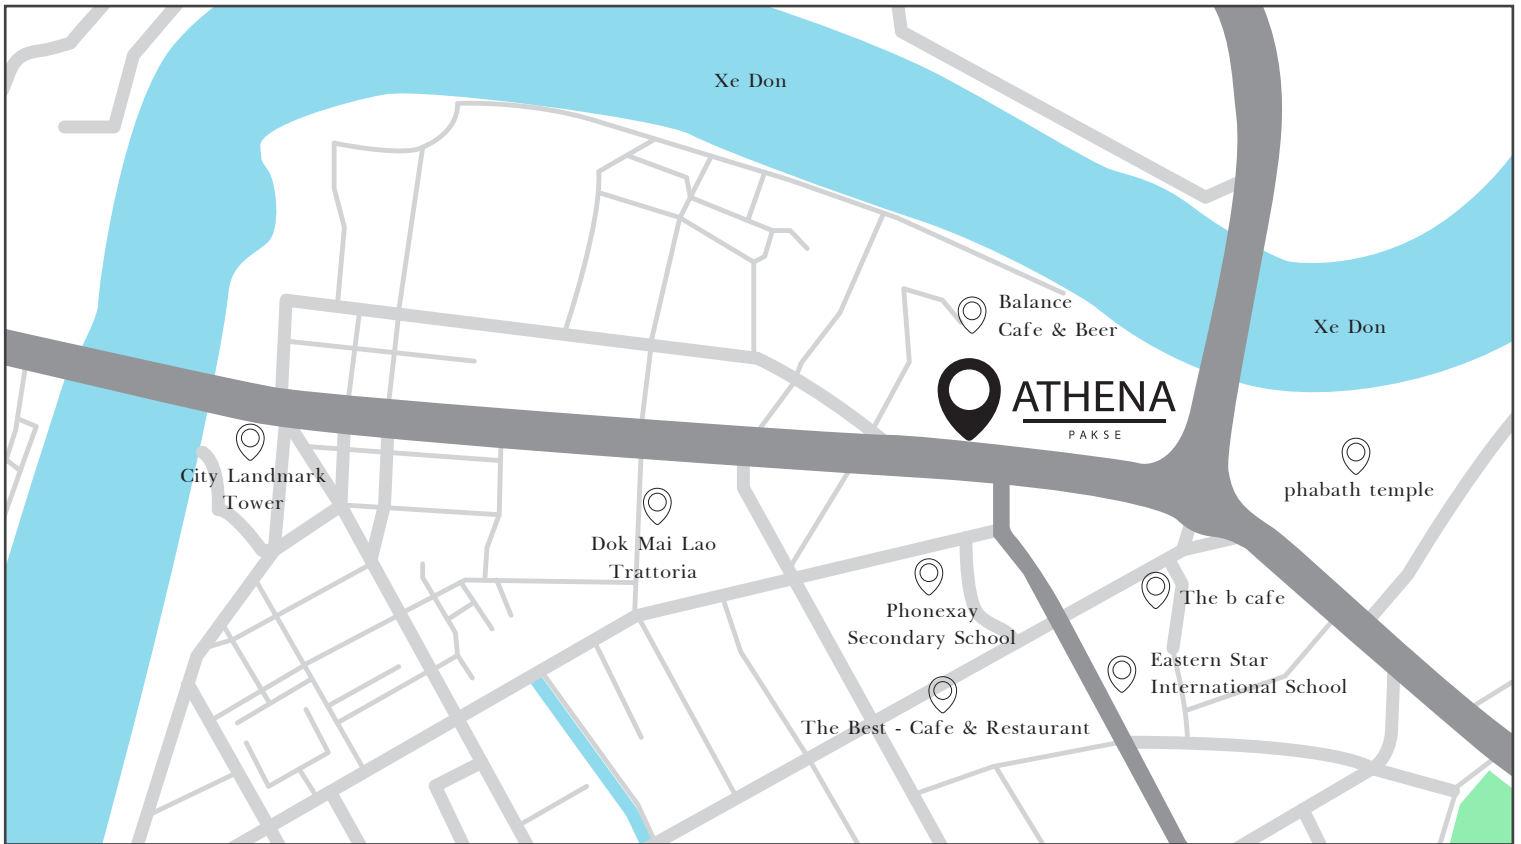 Xe Don
Balance
Cafe & Beer
Xe Don
ATHENA
PAKSE
City Landmark
Tower
phabath temple
Dok Mai Lao
Trattoria
Phonexay
Secondary School
The b cafe
Eastern Star
International School
The Best - Cafe & Restaurant